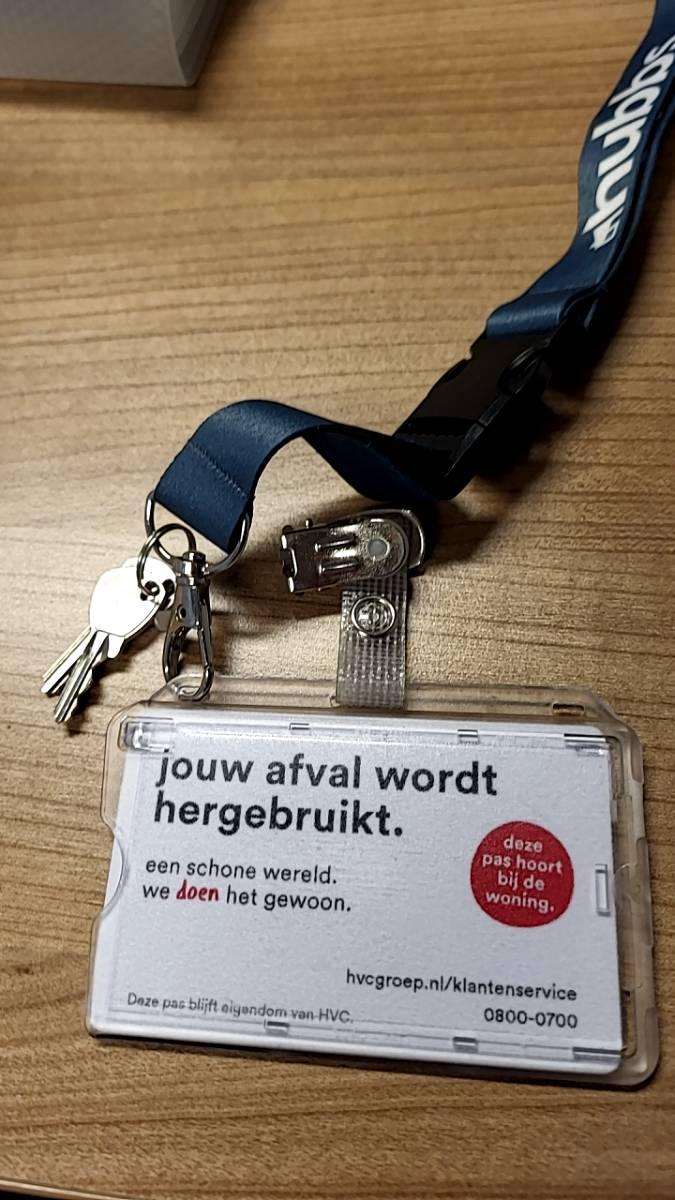 hubbs
jouw afval wordt
hergebruikt.
een schone wereld.
we doen het gewoon.
deze
pas hoort
bij de
woning.
hvcgroep.nl/klantenservice
0800-0700
Deze pas blijft eigendom van HVC.